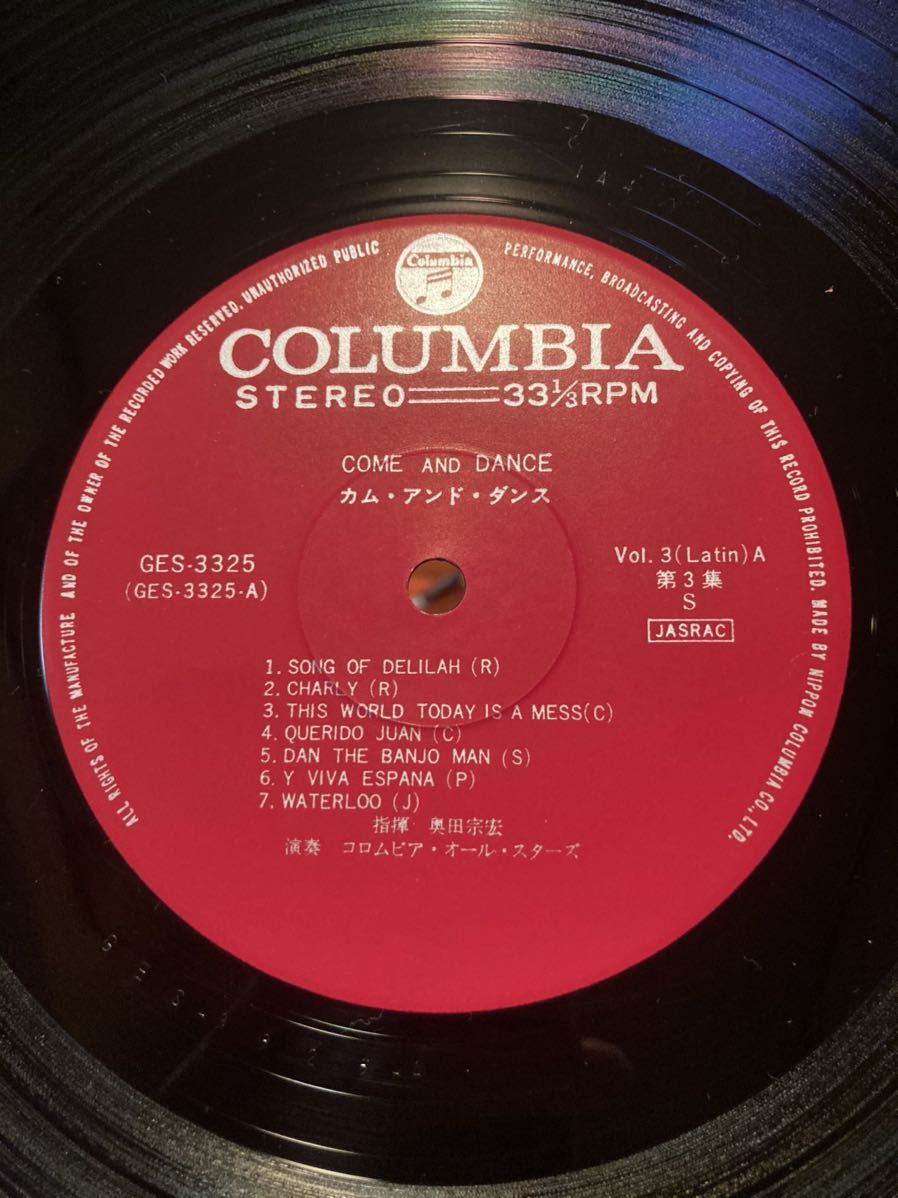 ALL RIGHTS OF THE MANUFACTURE AND OF THE OWNER OF THE RECORDED WORK RESERVED. UNAUTHORIZED PUBLIC PERFORMANCE, BROADCASTING AND COPYING OF THIS RECORD PROHIBITED. MADE BY NIPPON COLUMBIA CO., LTD.
Columbia
COLUMBIA
STEREO 33⅓RPM
COME AND DANCE
カム・アンド・ダンス
GES-3325
(GES-3325-A)
Vol. 3(Latin)A
第3集
S
JASRAC
1. SONG OF DELILAH (R)
2. CHARLY (R)
3. THIS WORLD TODAY IS A MESS(C)
4. QUERIDO JUAN (C)
5. DAN THE BANJO MAN (S)
6. Y VIVA ESPANA (P)
7. WATERLOO (J)
指揮 奥田宗宏
演奏 コロムビア・オール・スターズ